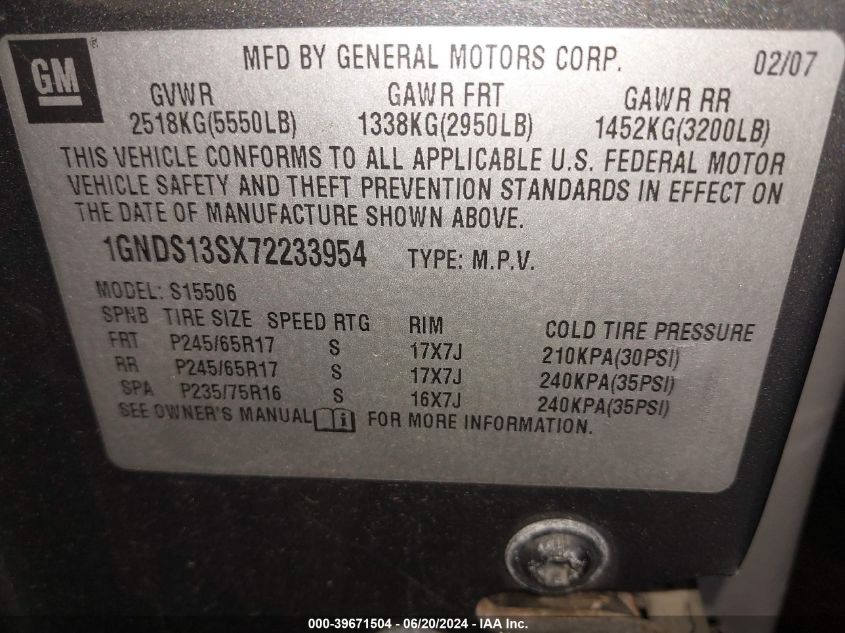 GM ®
MFD BY GENERAL MOTORS CORP. 02/07
GVWR GAWR FRT GAWR RR
2518KG(5550LB) 1338KG(2950LB) 1452KG(3200LB)
THIS VEHICLE CONFORMS TO ALL APPLICABLE U.S. FEDERAL MOTOR
VEHICLE SAFETY AND THEFT PREVENTION STANDARDS IN EFFECT ON
THE DATE OF MANUFACTURE SHOWN ABOVE.
1GNDS13SX72233954 TYPE: M.P.V.
MODEL: S15506
SPNB TIRE SIZE SPEED RTG RIM COLD TIRE PRESSURE
FRT P245/65R17 S 17X7J 210KPA(30PSI)
RR P245/65R17 S 17X7J 240KPA(35PSI)
SPA P235/75R16 S 16X7J 240KPA(35PSI)
SEE OWNER'S MANUAL i FOR MORE INFORMATION.
000-39671504 - 06/20/2024 - IAA Inc.